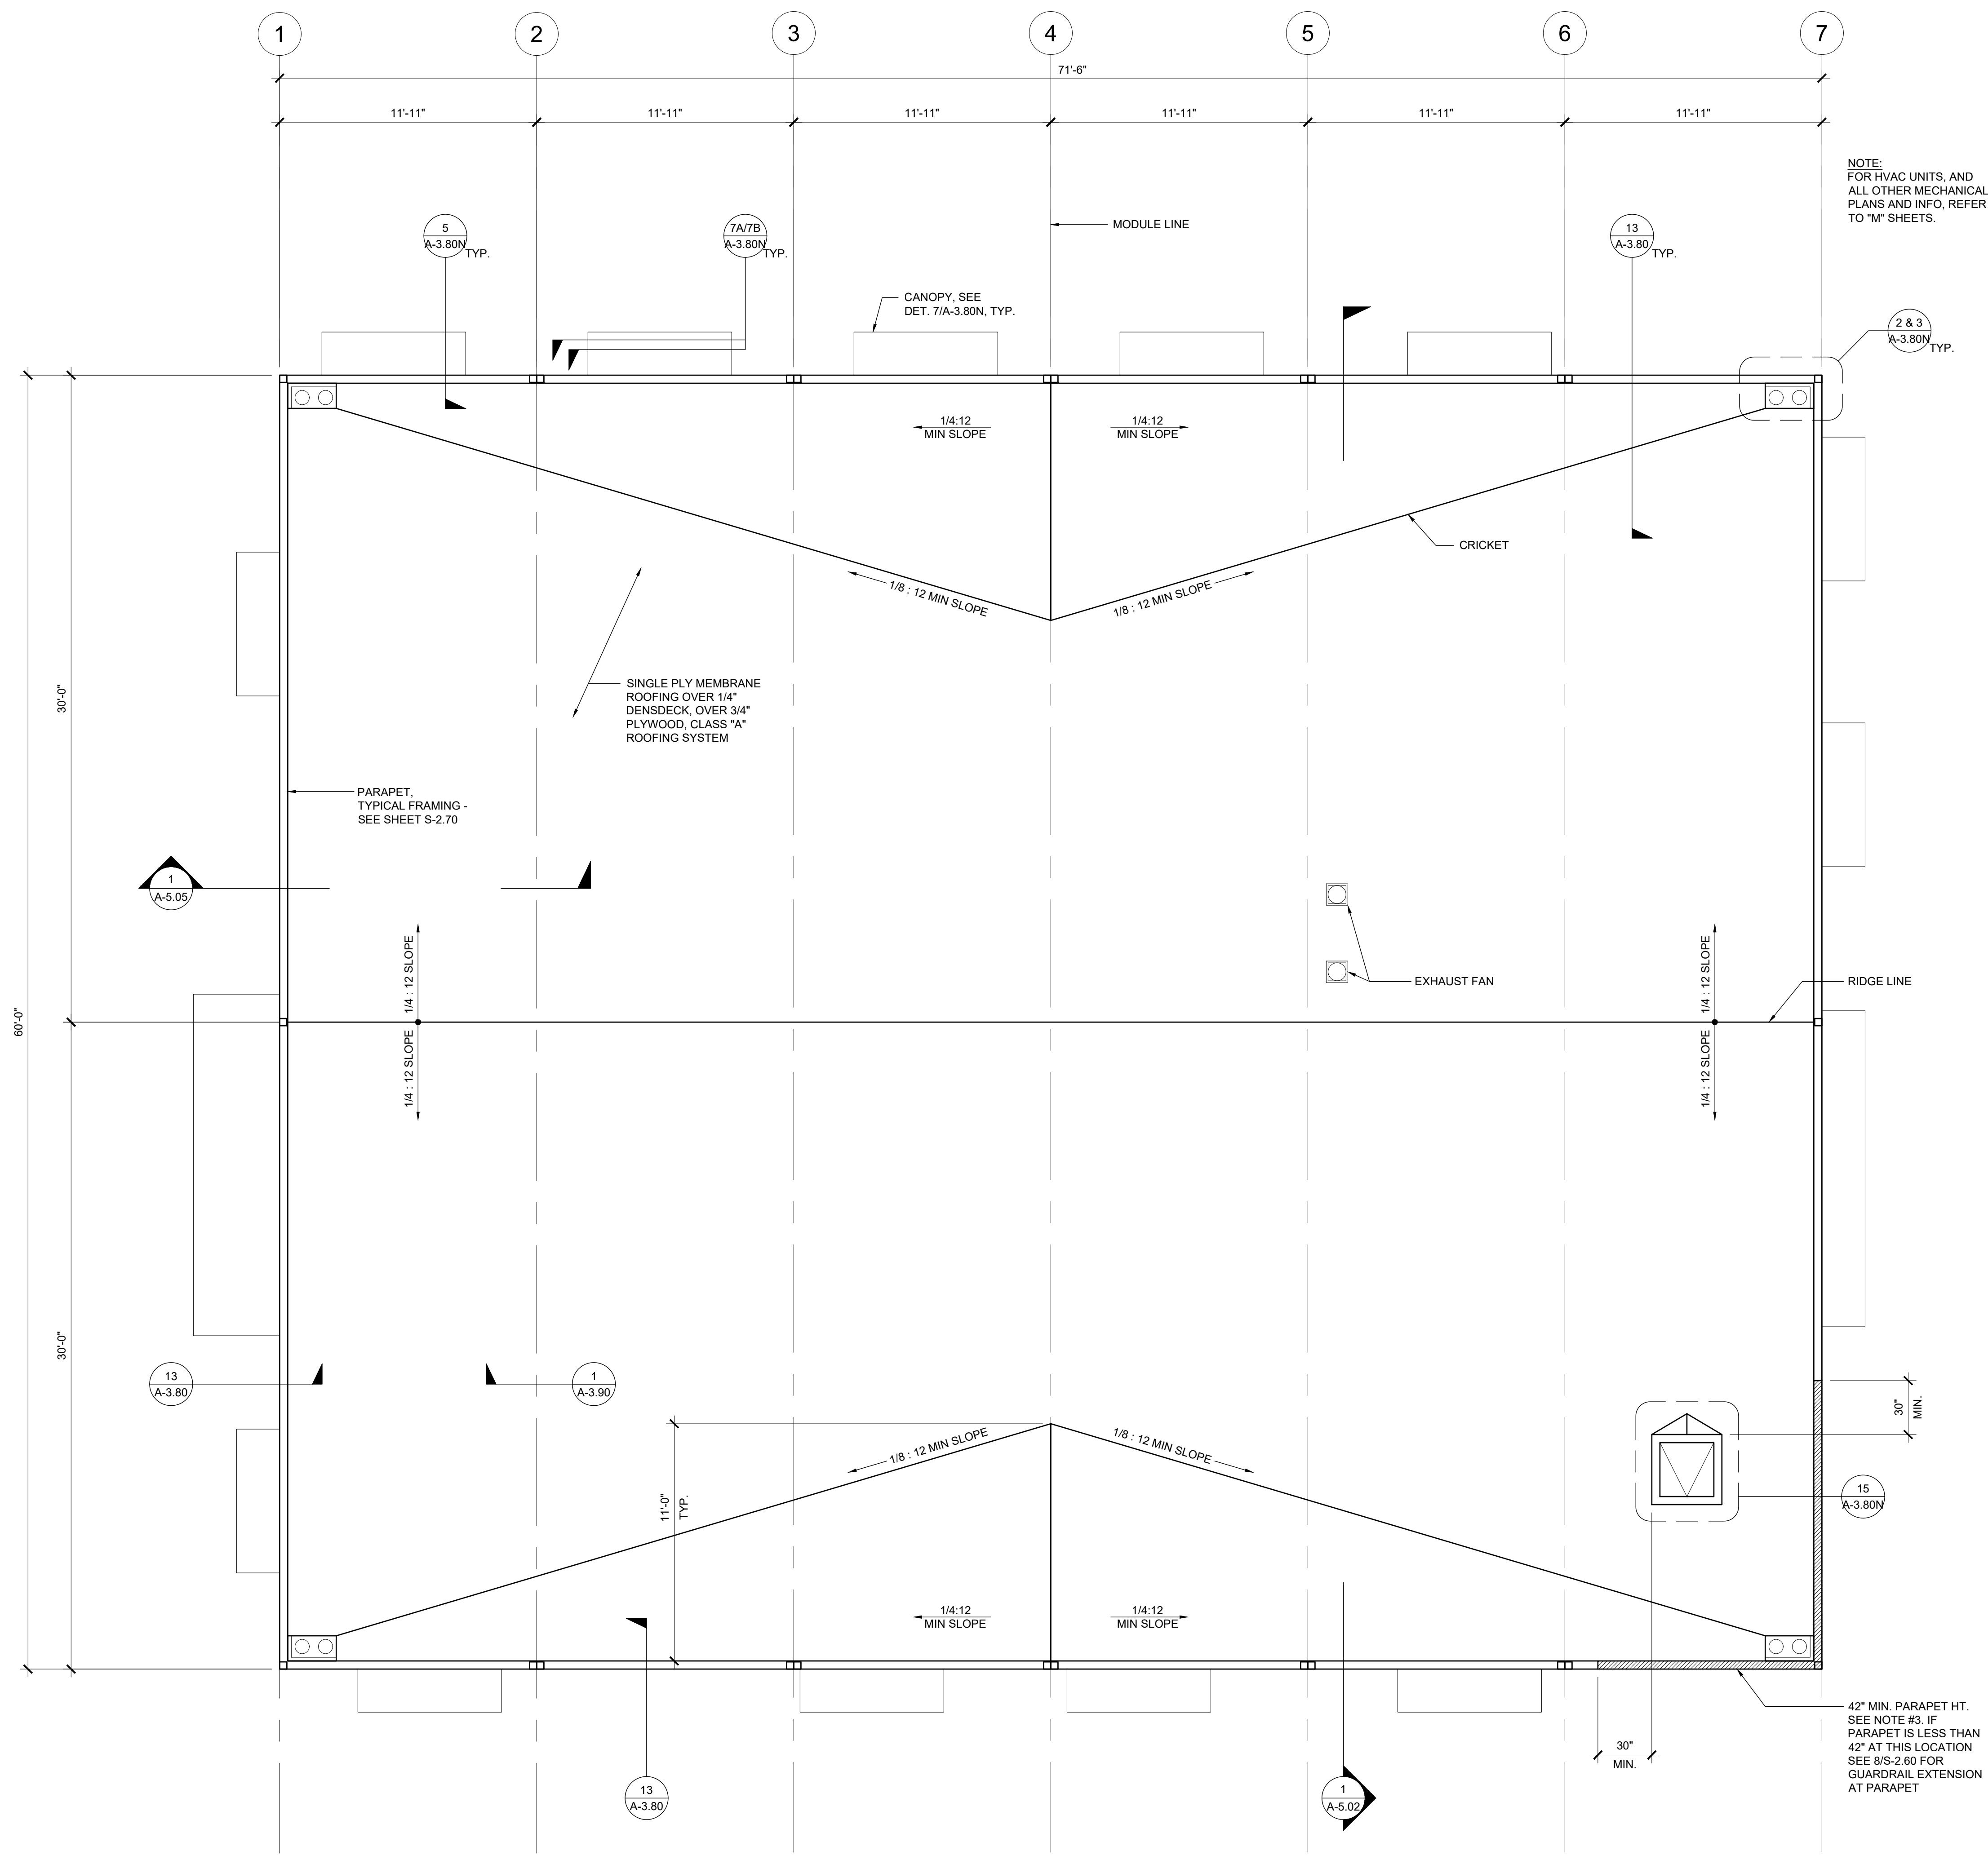 1
2
3
4
5
6
7
71'-6"
11'-11"
11'-11"
11'-11"
11'-11"
11'-11"
11'-11"
NOTE:
FOR HVAC UNITS, AND
ALL OTHER MECHANICAL
PLANS AND INFO, REFER
TO "M" SHEETS.
5
A-3.80N
TYP.
7A/7B
A-3.80N
TYP.
MODULE LINE
13
A-3.80
TYP.
CANOPY, SEE
DET. 7/A-3.80N, TYP.
2 & 3
A-3.80N
TYP.
1/4:12
MIN SLOPE
1/4:12
MIN SLOPE
CRICKET
1/8 : 12 MIN SLOPE
1/8 : 12 MIN SLOPE
30'-0"
SINGLE PLY MEMBRANE
ROOFING OVER 1/4"
DENSDECK, OVER 3/4"
PLYWOOD, CLASS "A"
ROOFING SYSTEM
PARAPET,
TYPICAL FRAMING -
SEE SHEET S-2.70
1
A-5.05
1/4 : 12 SLOPE
1/4 : 12 SLOPE
EXHAUST FAN
RIDGE LINE
60'-0"
1/4 : 12 SLOPE
1/4 : 12 SLOPE
30'-0"
13
A-3.80
1
A-3.90
30"
MIN.
1/8 : 12 MIN SLOPE
1/8 : 12 MIN SLOPE
11'-0"
TYP.
15
A-3.80N
1/4:12
MIN SLOPE
1/4:12
MIN SLOPE
42" MIN. PARAPET HT.
SEE NOTE #3. IF
PARAPET IS LESS THAN
42" AT THIS LOCATION
SEE 8/S-2.60 FOR
GUARDRAIL EXTENSION
AT PARAPET
30"
MIN.
13
A-3.80
1
A-5.02